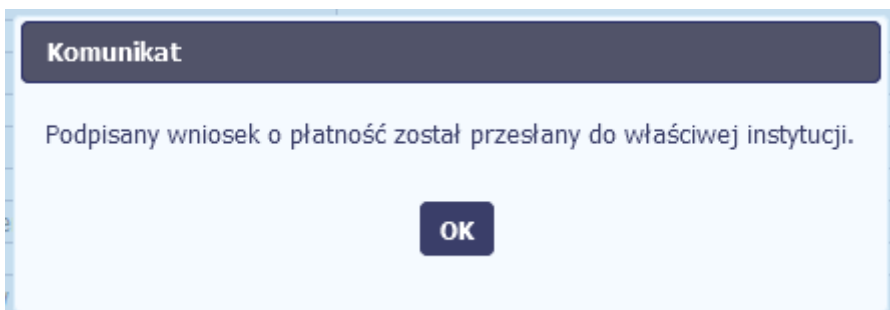 Komunikat
Podpisany wniosek o płatność został przesłany do właściwej instytucji.
OK